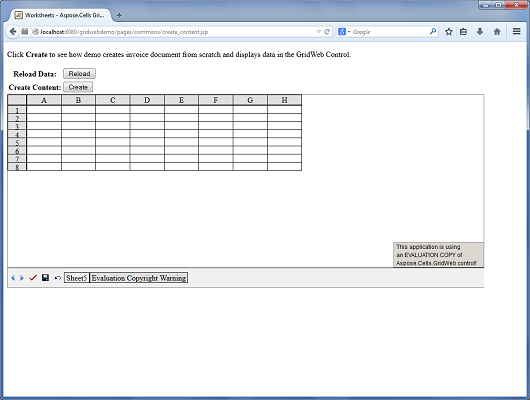 Worksheets - Aspose.Cells Grid...
localhost:8080/gridwebdemo/pages/commons/create_content.jsp
Google
Click Create to see how demo creates invoice document from scratch and displays data in the GridWeb Control.
Reload Data: Reload
Create Content: Create
A B C D E F G H
1
2
3
4
5
6
7
8
This application is using
an EVALUATION COPY of
Aspose.Cells.GridWeb control!
Sheet5 Evaluation Copyright Warning